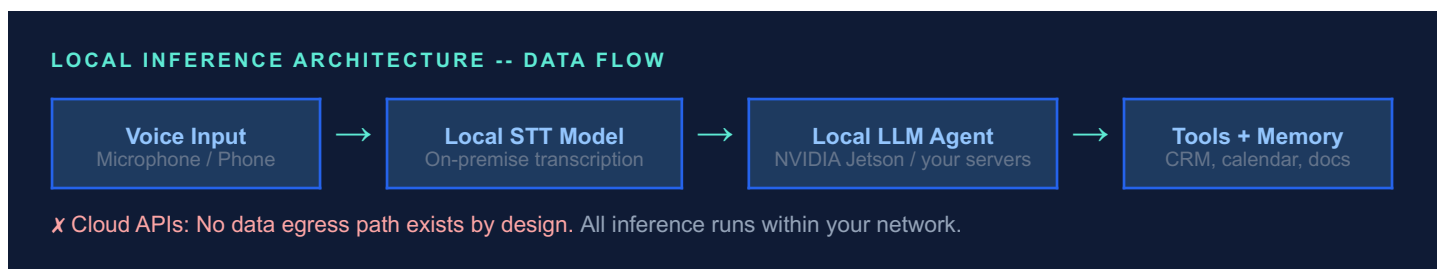 LOCAL INFERENCE ARCHITECTURE -- DATA FLOW
Voice Input
Microphone / Phone
→
Local STT Model
On-premise transcription
→
Local LLM Agent
NVIDIA Jetson / your servers
→
Tools + Memory
CRM, calendar, docs
✗ Cloud APIs: No data egress path exists by design. All inference runs within your network.